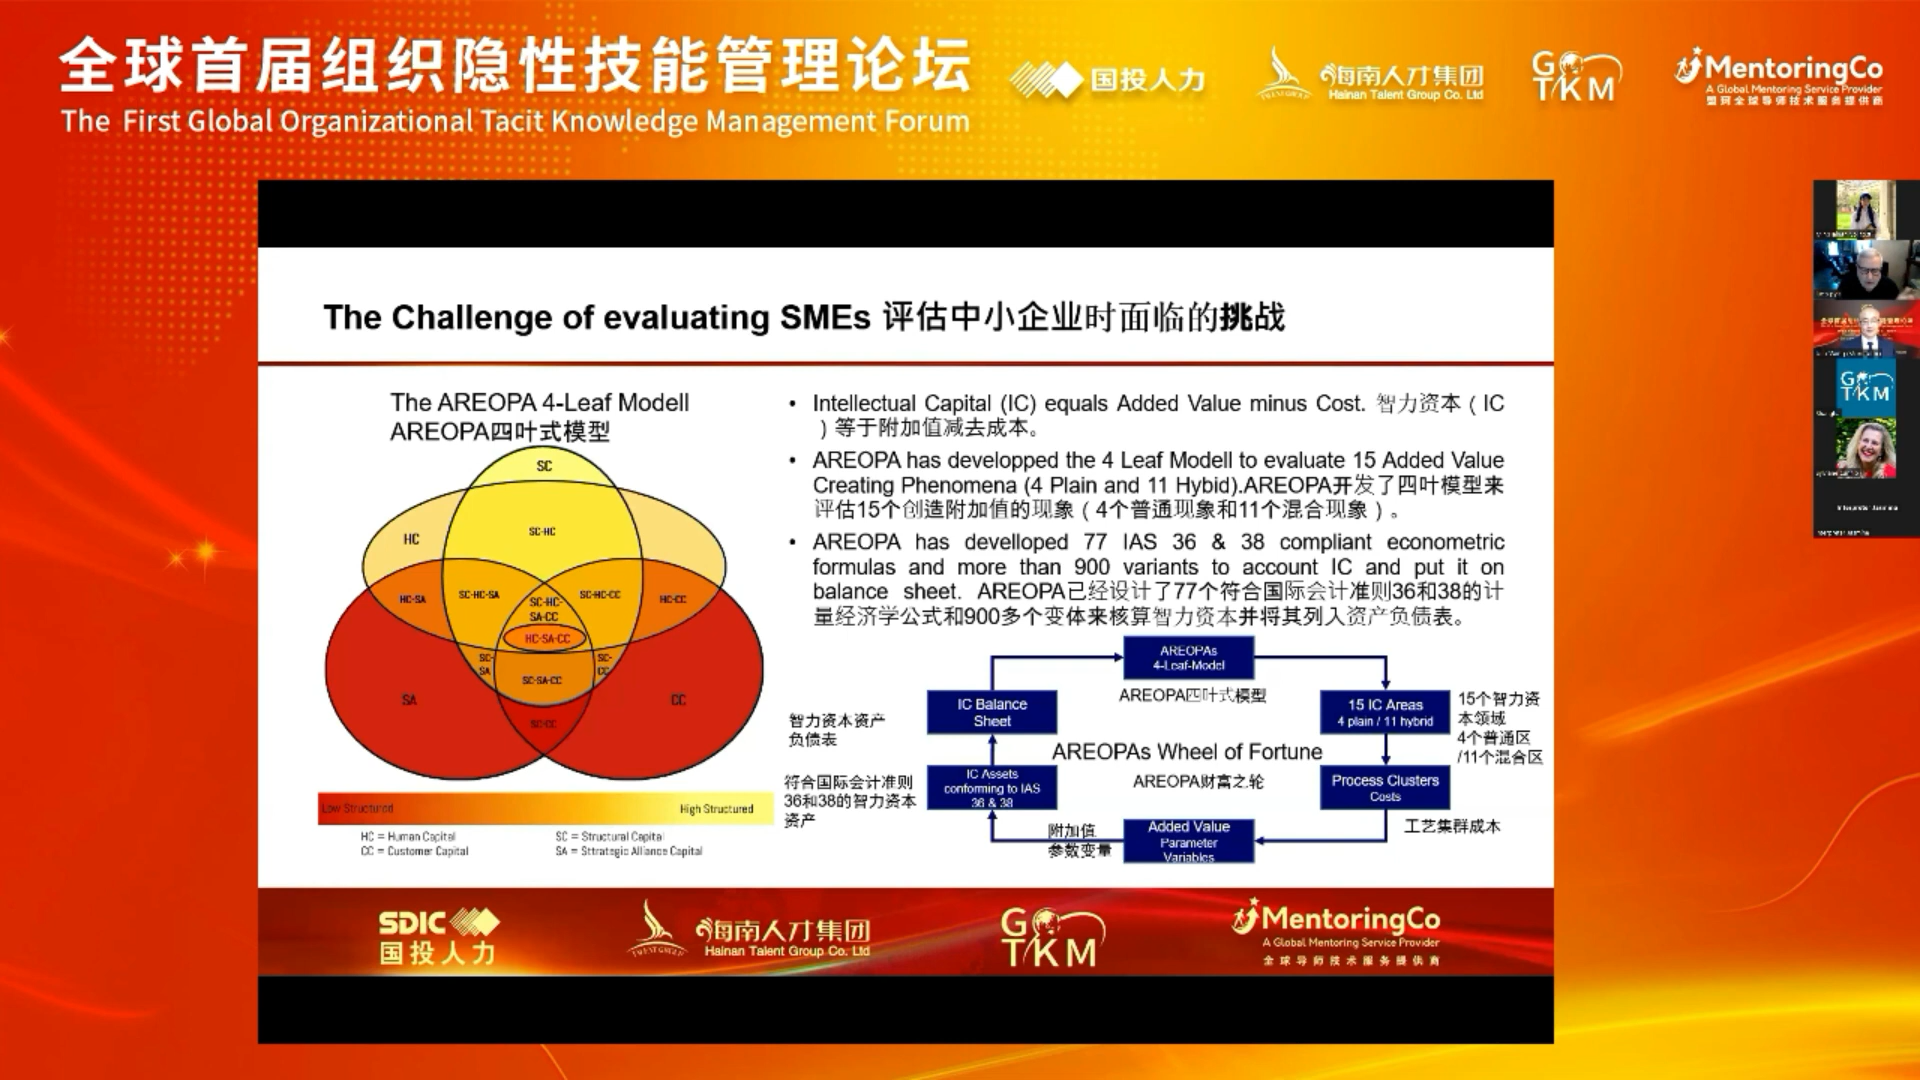 全球首届组织隐性技能管理论坛
The First Global Organizational Tacit Knowledge Management Forum
国投人力
海南人才集团
Hainan Talent Group Co. Ltd
G TKM
MentoringCo
A Global Mentoring Service Provider
盟珂全球导师技术服务提供商
The Challenge of evaluating SMEs 评估中小企业时面临的挑战
The AREOPA 4-Leaf Modell
AREOPA四叶式模型
SC
HC
SC-HC
HC-SA
SC-HC-SA
SC-HC-
SA-CC
SC-HC-CC
HC-CC
HC-SA-CC
SC-
SA
SC-
CC
SC-SA-CC
SA
CC
SC-CC
Low Structured
High Structured
HC = Human Capital
SC = Structural Capital
CC = Customer Capital
SA = Sttrategic Alliance Capital
• Intellectual Capital (IC) equals Added Value minus Cost. 智力资本（IC
）等于附加值减去成本。
• AREOPA has developped the 4 Leaf Modell to evaluate 15 Added Value
Creating Phenomena (4 Plain and 11 Hybid).AREOPA开发了四叶模型来
评估15个创造附加值的现象（4个普通现象和11个混合现象）。
• AREOPA has develloped 77 IAS 36 & 38 compliant econometric
formulas and more than 900 variants to account IC and put it on
balance sheet. AREOPA已经设计了77个符合国际会计准则36和38的计
量经济学公式和900多个变体来核算智力资本并将其列入资产负债表。
AREOPAs
4-Leaf-Model
AREOPA四叶式模型
IC Balance
Sheet
智力资本资产
负债表
15 IC Areas
4 plain / 11 hybrid
15个智力资
本领域
4个普通区
/11个混合区
AREOPAs Wheel of Fortune
AREOPA财富之轮
IC Assets
conforming to IAS
36 & 38
符合国际会计准则
36和38的智力资本
资产
Process Clusters
Costs
工艺集群成本
Added Value
Parameter
Variables
附加值
参数变量
SDIC
国投人力
海南人才集团
Hainan Talent Group Co. Ltd
G TKM
MentoringCo
A Global Mentoring Service Provider
全球导师技术服务提供商
G TKM